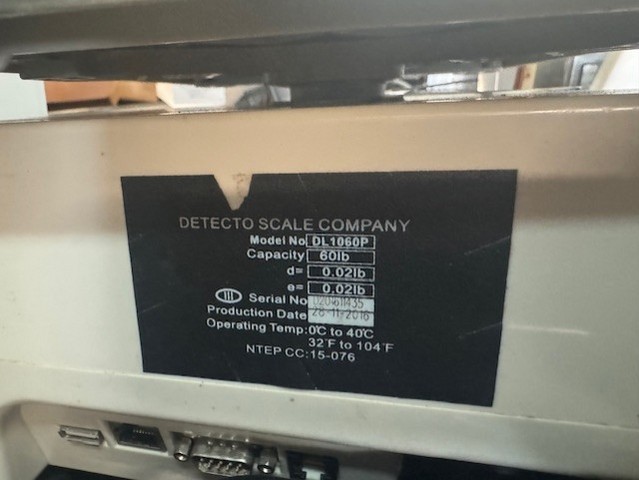 DETECTO SCALE COMPANY
Model No DL1060P
Capacity 60lb
d= 0.02lb
e= 0.02lb
Serial No
Production Date 28-11-2016
Operating Temp:0°C to 40°C
32°F to 104°F
NTEP CC:15-076